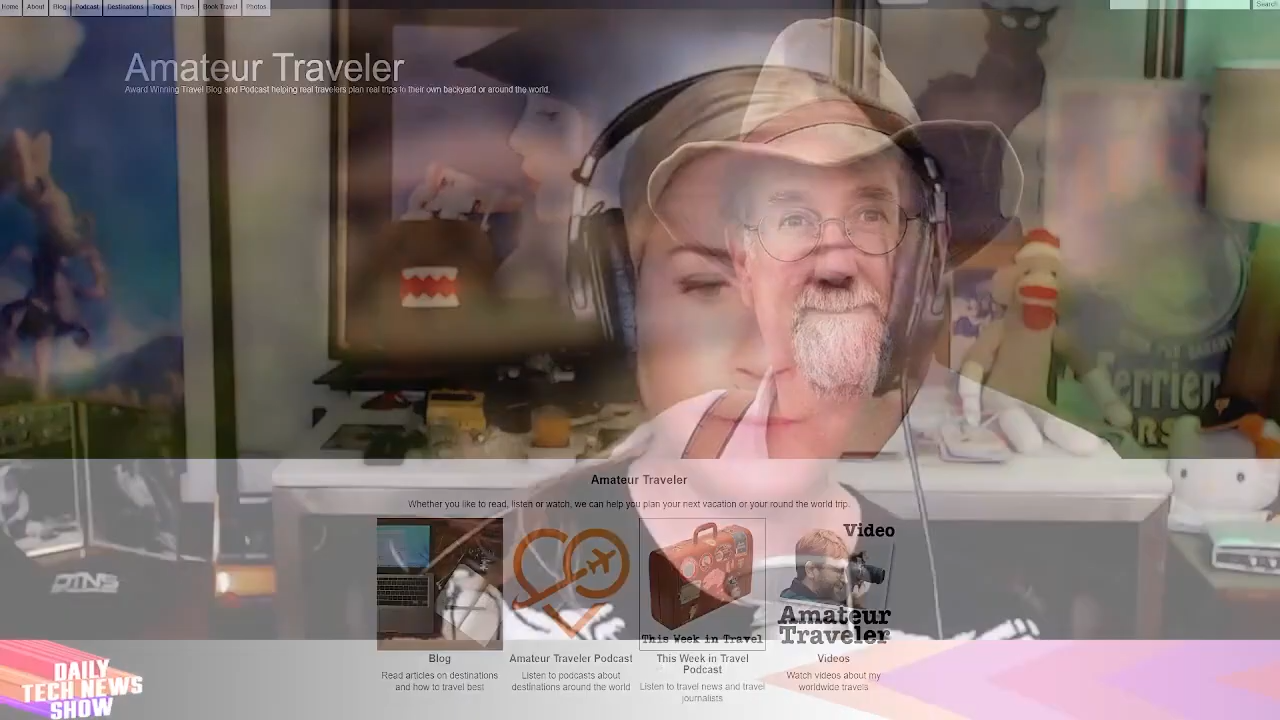 Home About Blog Podcast Destinations Topics Trips Book Travel Photos
Search
Amateur Traveler
Award Winning Travel Blog and Podcast helping real travelers plan real trips to their own backyard or around the world.
Terrier
DTNS
Amateur Traveler
Whether you like to read, listen or watch, we can help you plan your next vacation or your round the world trip.
Video
Amateur
Traveler
This Week in Travel
Blog
Read articles on destinations
and how to travel best
Amateur Traveler Podcast
Listen to podcasts about
destinations around the world
This Week in Travel
Podcast
Listen to travel news and travel
journalists
Videos
Watch videos about my
worldwide travels
DAILY
TECH NEWS
SHOW